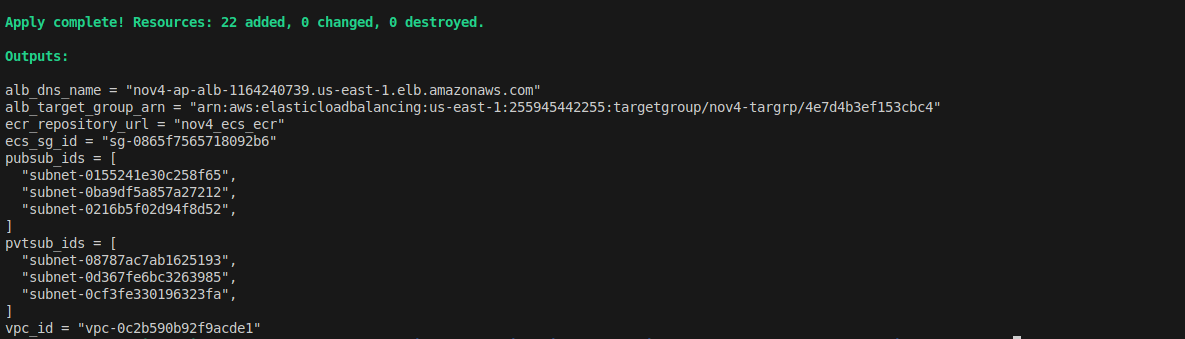 Apply complete! Resources: 22 added, 0 changed, 0 destroyed.
Outputs:
alb_dns_name = "nov4-ap-alb-1164240739.us-east-1.elb.amazonaws.com"
alb_target_group_arn = "arn:aws:elasticloadbalancing:us-east-1:255945442255:targetgroup/nov4-targrp/4e7d4b3ef153cbc4"
ecr_repository_url = "nov4_ecs_ecr"
ecs_sg_id = "sg-0865f7565718092b6"
pubsub_ids = [
  "subnet-0155241e30c258f65",
  "subnet-0ba9df5a857a27212",
  "subnet-0216b5f02d94f8d52",
]
pvtsub_ids = [
  "subnet-08787ac7ab1625193",
  "subnet-0d367fe6bc3263985",
  "subnet-0cf3fe330196323fa",
]
vpc_id = "vpc-0c2b590b92f9acde1"